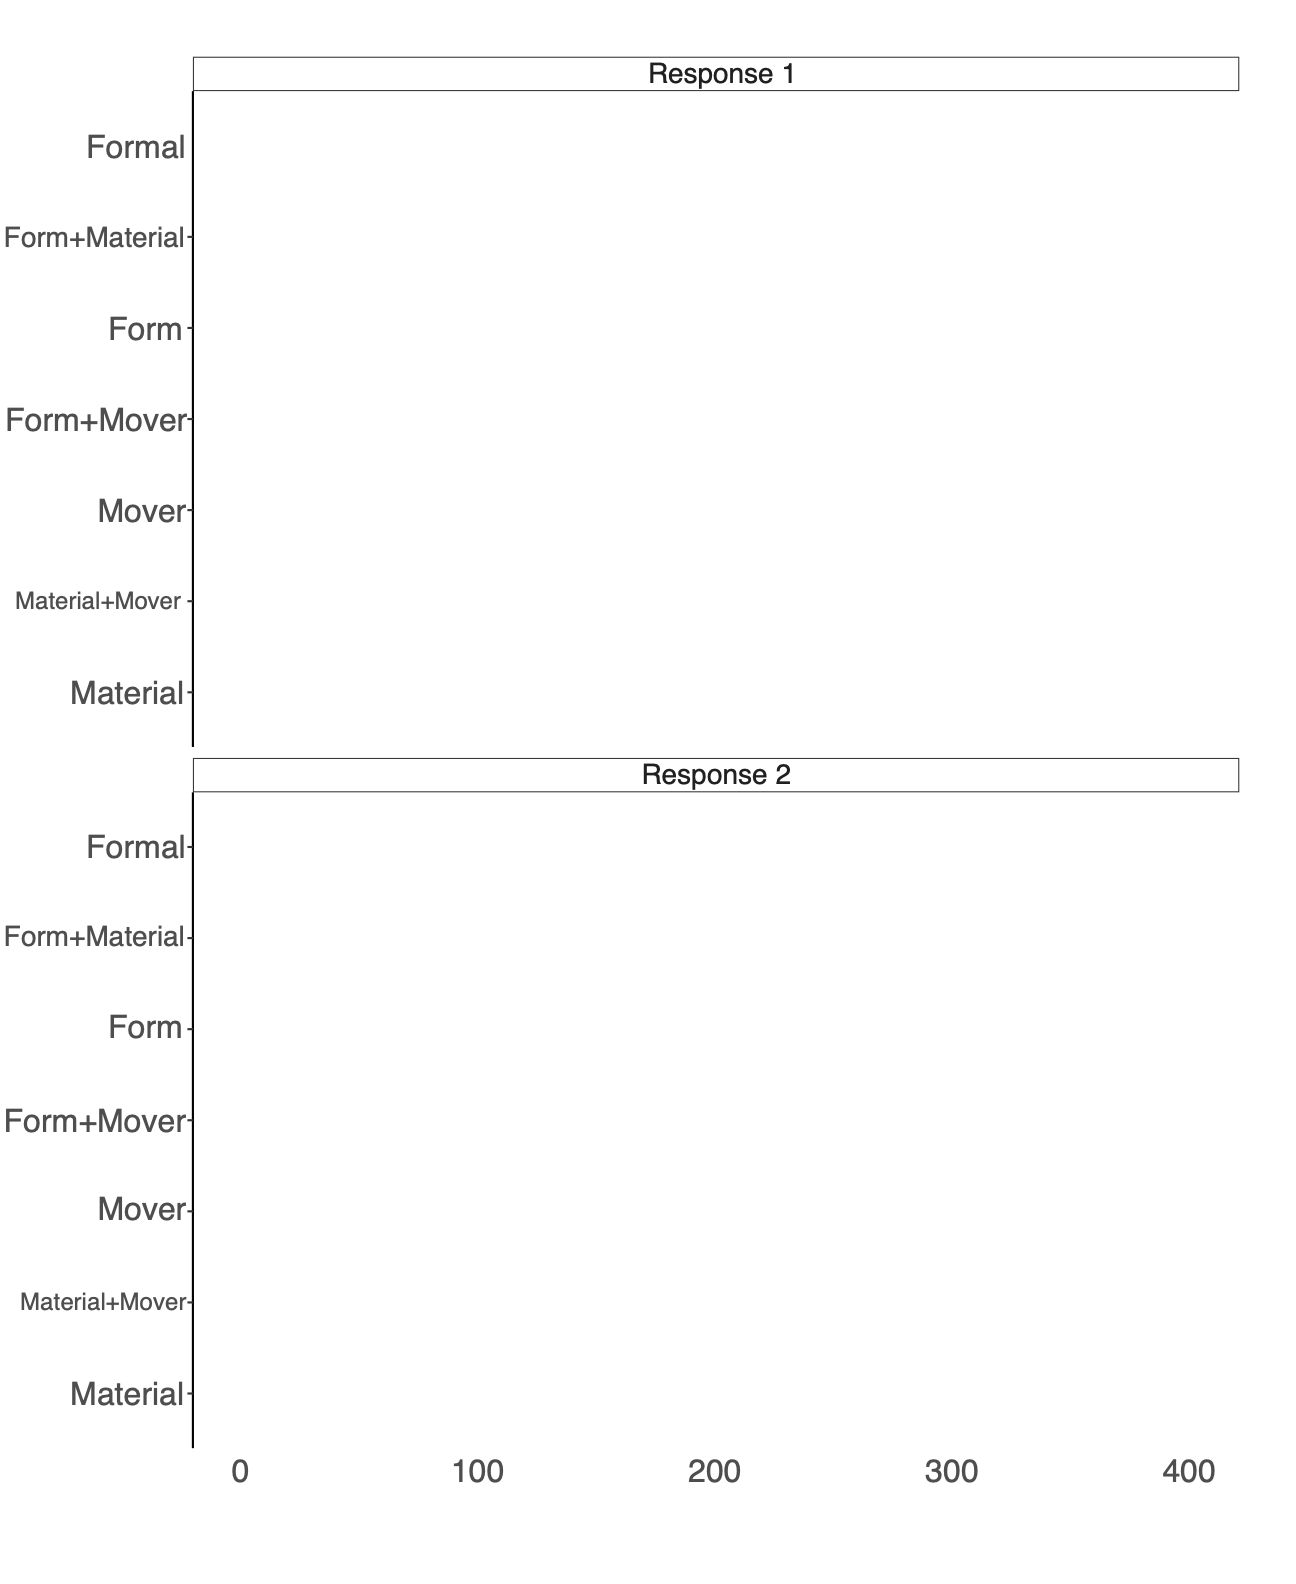 Response 1
Formal
Form+Material
Form
Form+Mover
Mover
Material+Mover
Material
Response 2
Formal
Form+Material
Form
Form+Mover
Mover
Material+Mover
Material
0 100 200 300 400